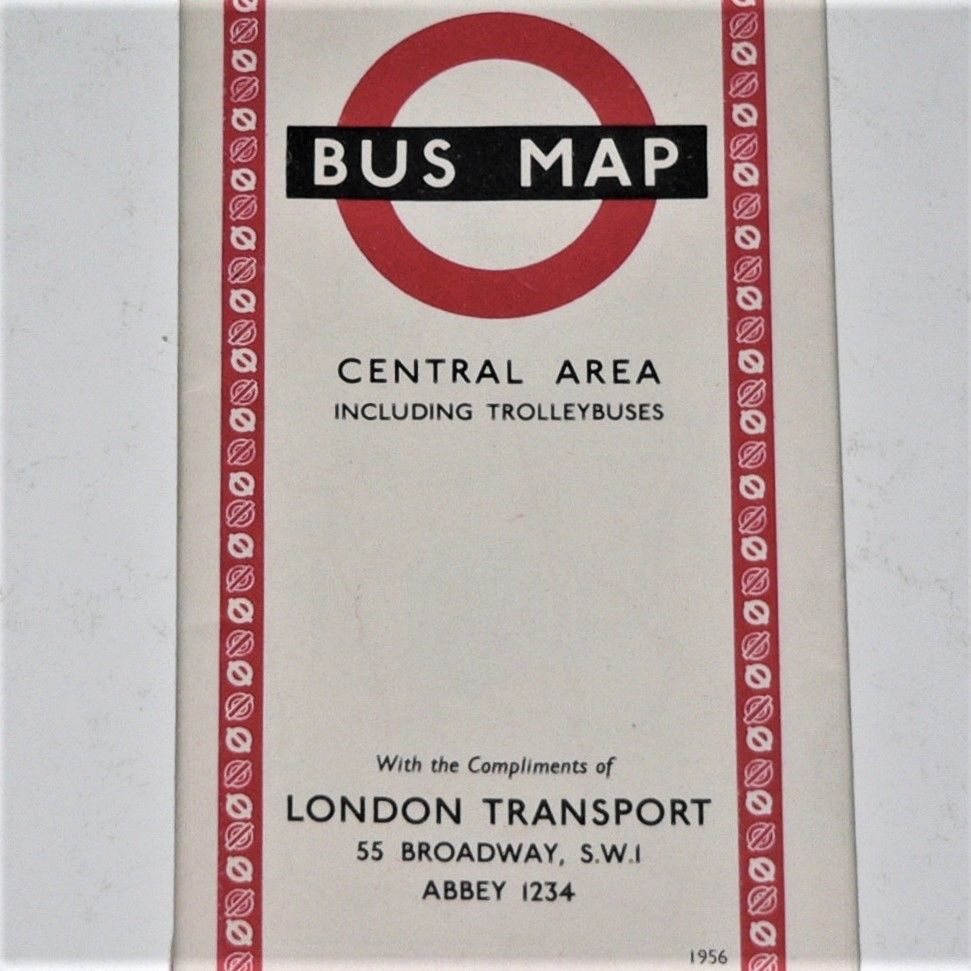 BUS MAP
CENTRAL AREA
INCLUDING TROLLEYBUSES
With the Compliments of
LONDON TRANSPORT
55 BROADWAY, S.W.1
ABBEY 1234
1956